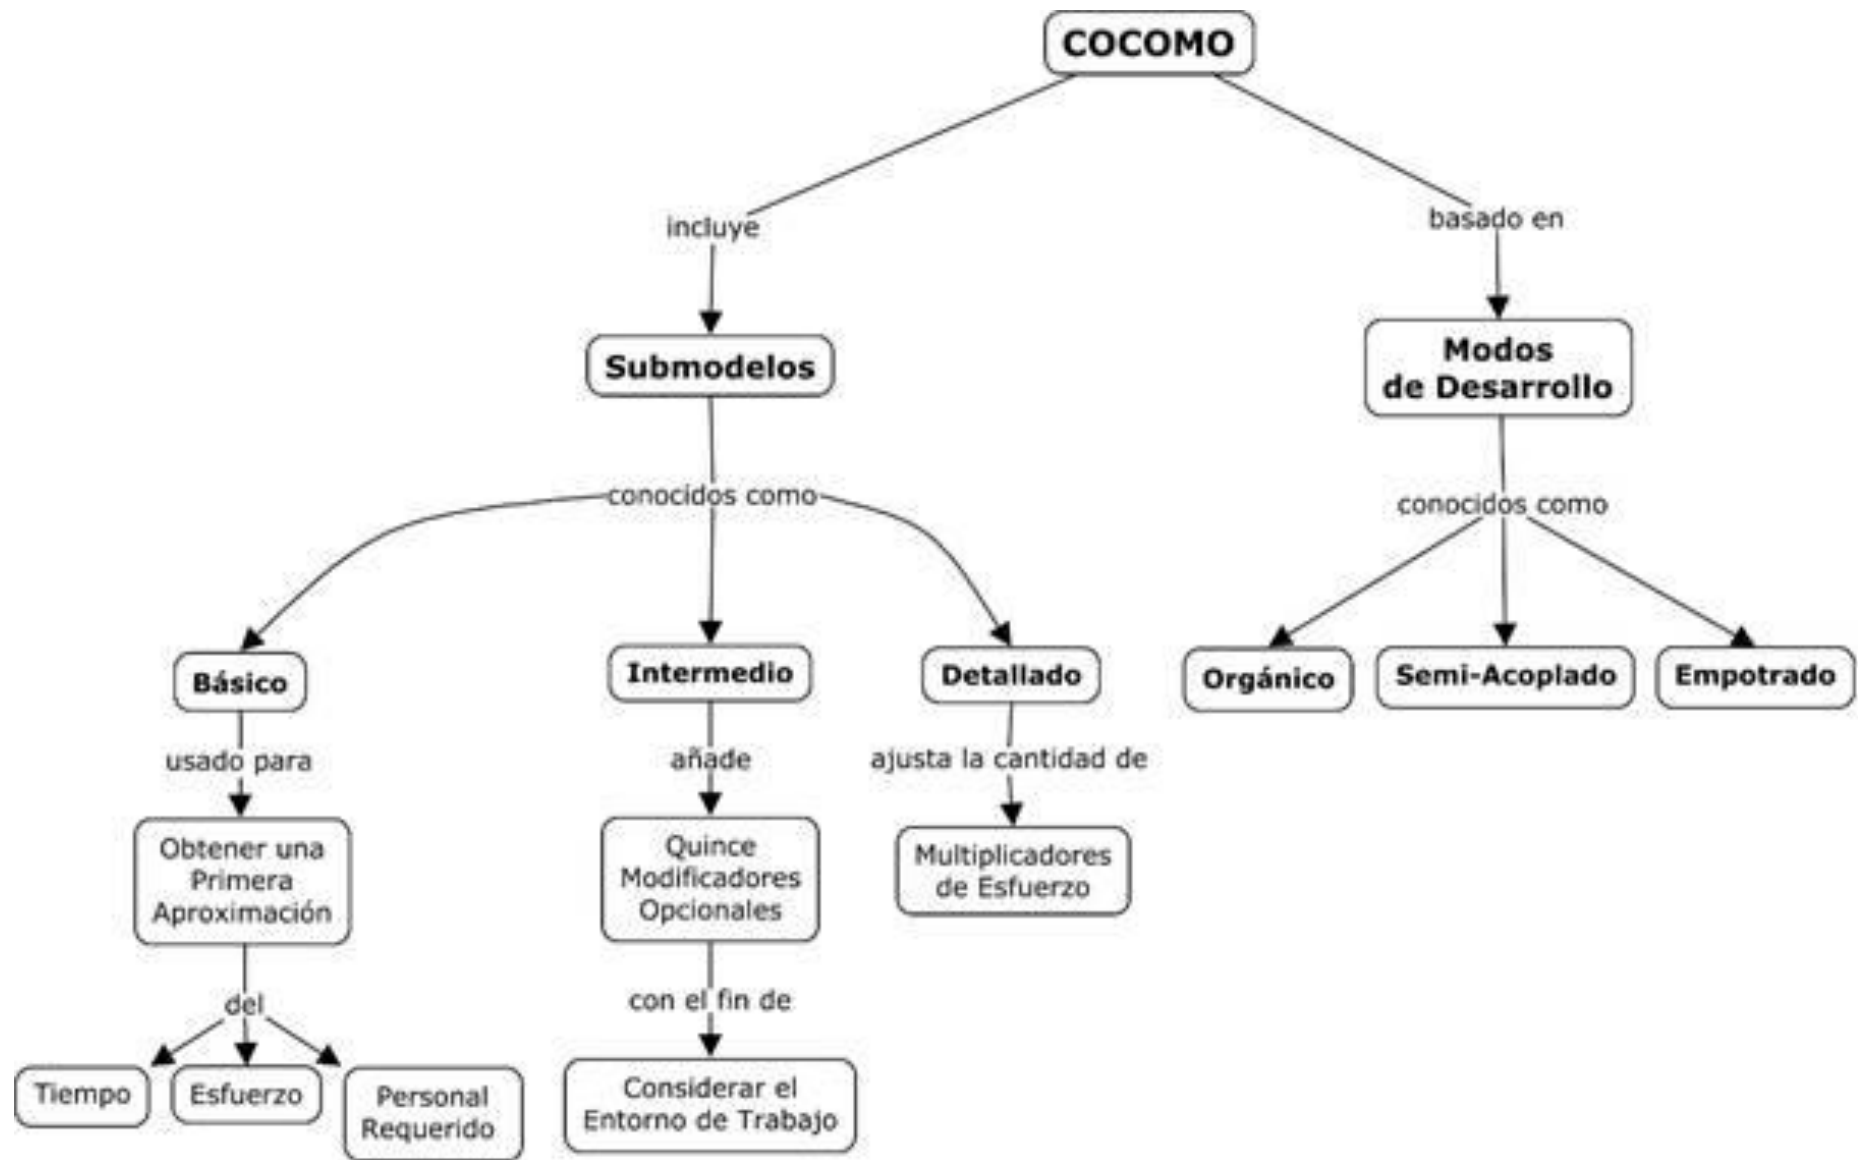 COCOMO
incluye
basado en
Submodelos
Modos
de Desarrollo
conocidos como
conocidos como
Básico
Intermedio
Detallado
Orgánico
Semi-Acoplado
Empotrado
usado para
añade
ajusta la cantidad de
Obtener una
Primera
Aproximación
Quince
Modificadores
Opcionales
Multiplicadores
de Esfuerzo
del
con el fin de
Tiempo
Esfuerzo
Personal
Requerido
Considerar el
Entorno de Trabajo